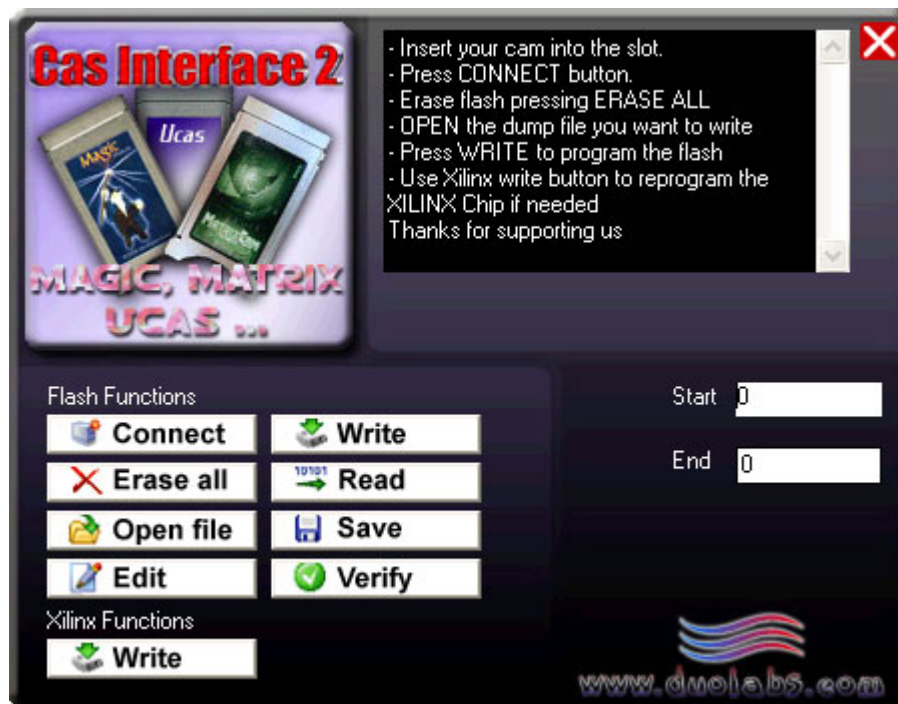 Cas Interface 2
Ucas
MAGIC
MAGIC, MATRIX
UCAS ...
- Insert your cam into the slot.
- Press CONNECT button.
- Erase flash pressing ERASE ALL
- OPEN the dump file you want to write
- Press WRITE to program the flash
- Use Xilinx write button to reprogram the
XILINX Chip if needed
Thanks for supporting us
Flash Functions
Connect
Write
Erase all
10101
Read
Open file
Save
Edit
Verify
Xilinx Functions
Write
Start 0
End 0
www.duolabs.com